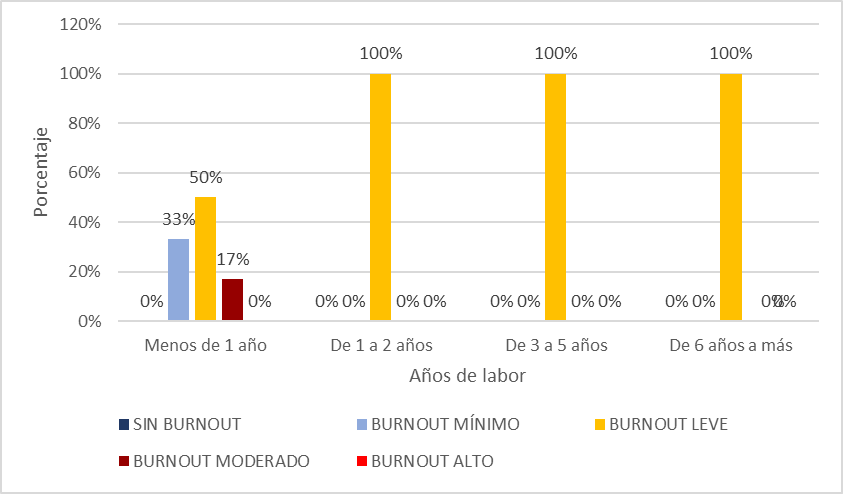 120%
100%
80%
60%
40%
20%
0%
Porcentaje
0%
33%
50%
17%
0%
0%
0%
100%
0%
0%
0%
0%
100%
0%
0%
0%
0%
100%
0%
0%
Menos de 1 año
De 1 a 2 años
De 3 a 5 años
De 6 años a más
Años de labor
SIN BURNOUT
BURNOUT MÍNIMO
BURNOUT LEVE
BURNOUT MODERADO
BURNOUT ALTO